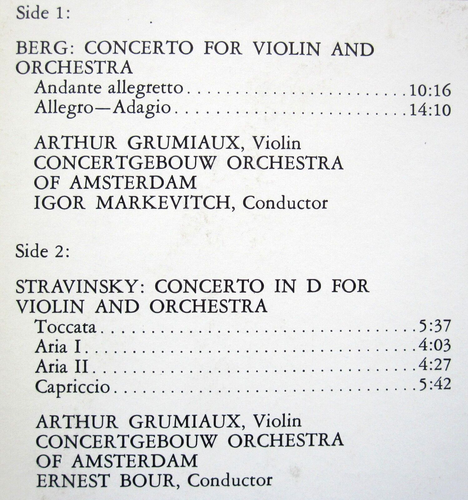 Side 1:
BERG: CONCERTO FOR VIOLIN AND
ORCHESTRA
Andante allegretto........................10:16
Allegro—Adagio..........................14:10
ARTHUR GRUMIAUX, Violin
CONCERTGEBOUW ORCHESTRA
OF AMSTERDAM
IGOR MARKEVITCH, Conductor
Side 2:
STRAVINSKY: CONCERTO IN D FOR
VIOLIN AND ORCHESTRA
Toccata..................................5:37
Aria I....................................4:03
Aria II...................................4:27
Capriccio................................5:42
ARTHUR GRUMIAUX, Violin
CONCERTGEBOUW ORCHESTRA
OF AMSTERDAM
ERNEST BOUR, Conductor